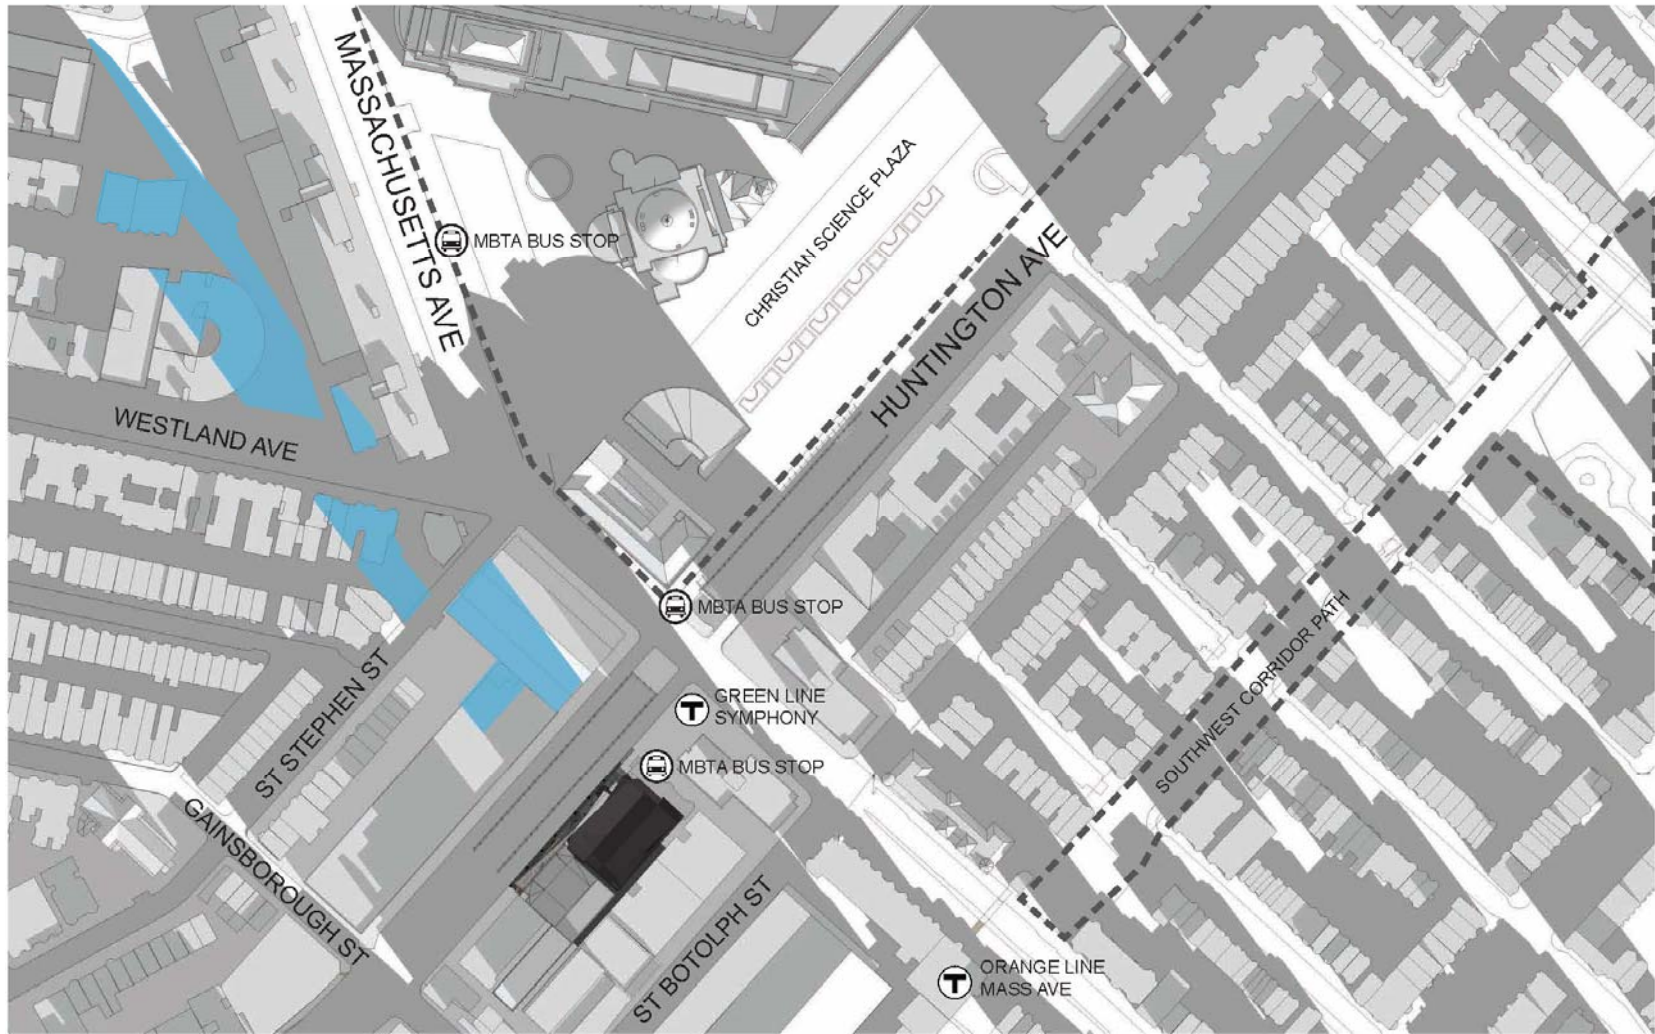 MASSACHUSETTS AVE
MBTA BUS STOP
CHRISTIAN SCIENCE PLAZA
HUNTINGTON AVE
WESTLAND AVE
MBTA BUS STOP
T GREEN LINE
SYMPHONY
MBTA BUS STOP
ST STEPHEN ST
GAINSBOROUGH ST
ST BOTOLPH ST
SOUTHWEST CORRIDOR PATH
T ORANGE LINE
MASS AVE